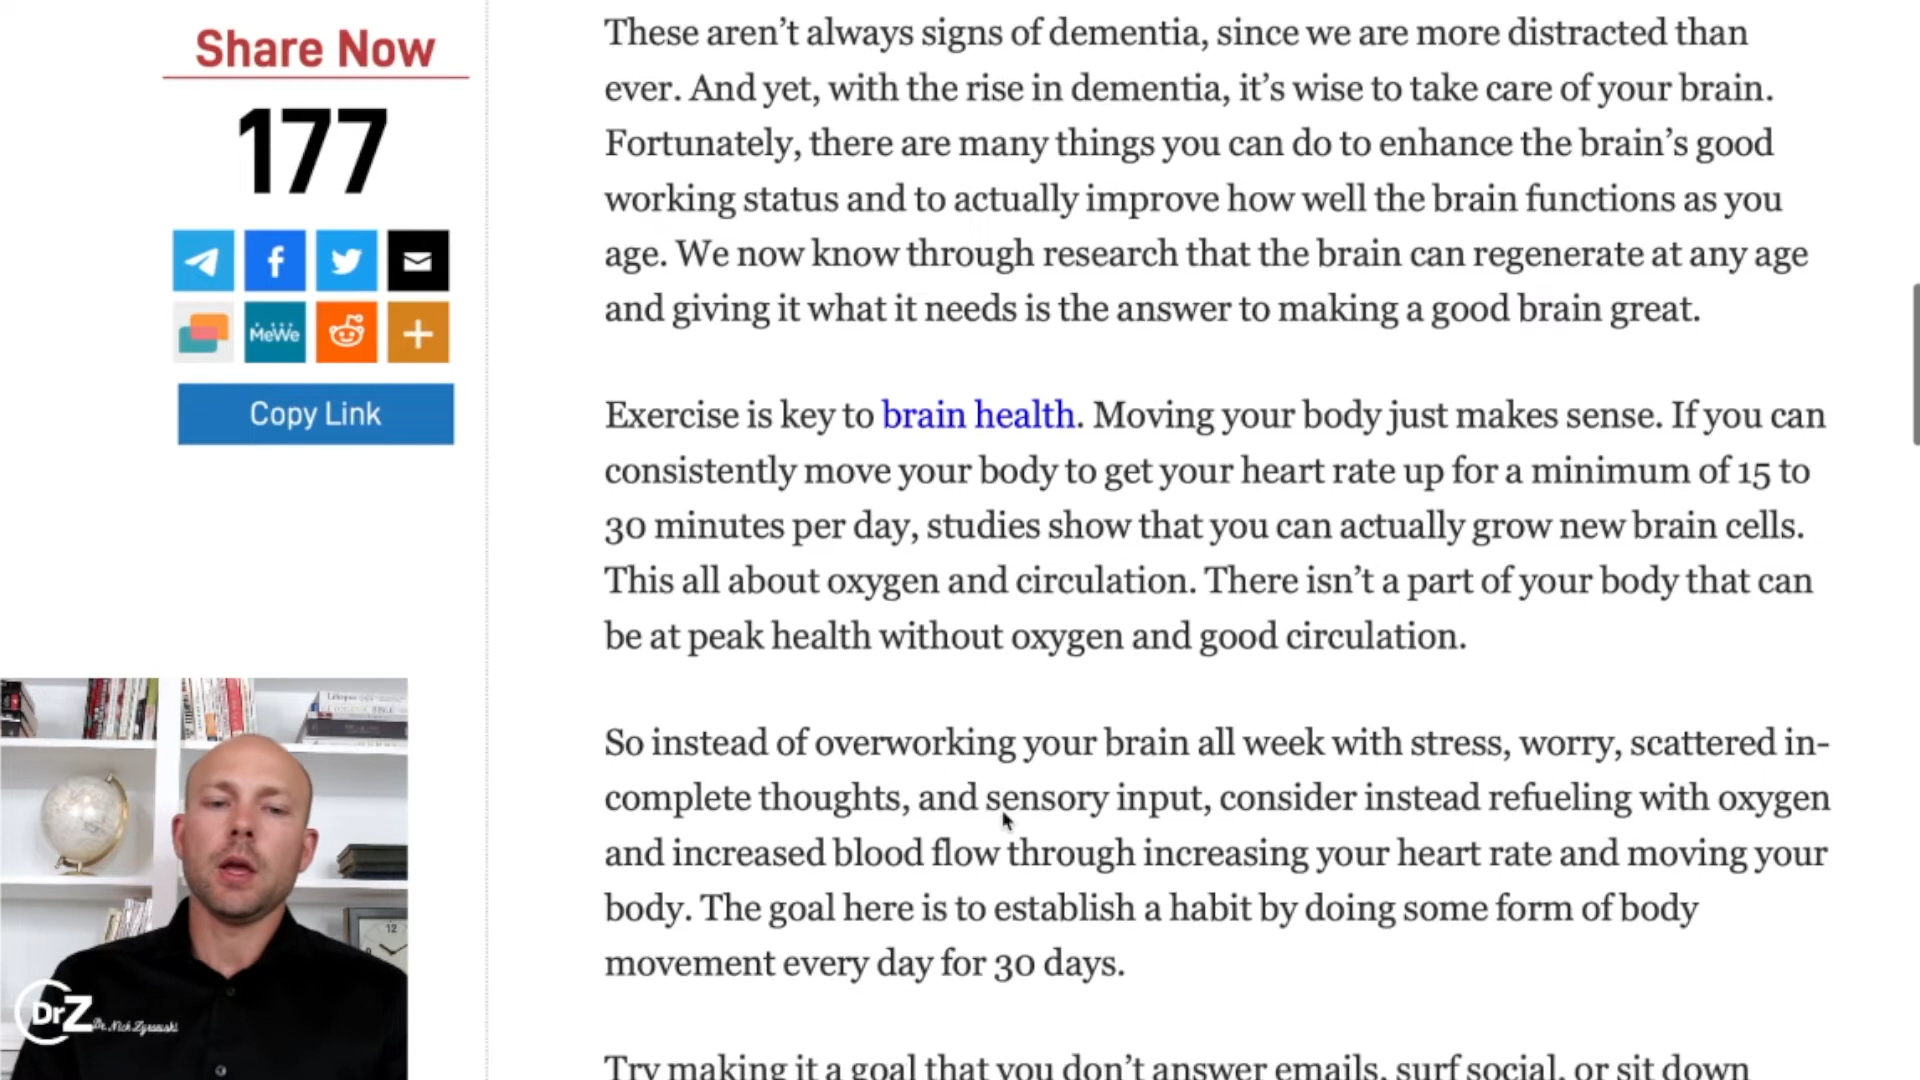 Share Now
177
MeWe
Copy Link
These aren’t always signs of dementia, since we are more distracted than
ever. And yet, with the rise in dementia, it’s wise to take care of your brain.
Fortunately, there are many things you can do to enhance the brain’s good
working status and to actually improve how well the brain functions as you
age. We now know through research that the brain can regenerate at any age
and giving it what it needs is the answer to making a good brain great.
Exercise is key to brain health. Moving your body just makes sense. If you can
consistently move your body to get your heart rate up for a minimum of 15 to
30 minutes per day, studies show that you can actually grow new brain cells.
This all about oxygen and circulation. There isn’t a part of your body that can
be at peak health without oxygen and good circulation.
So instead of overworking your brain all week with stress, worry, scattered in-
complete thoughts, and sensory input, consider instead refueling with oxygen
and increased blood flow through increasing your heart rate and moving your
body. The goal here is to establish a habit by doing some form of body
movement every day for 30 days.
Try making it a goal that you don’t answer emails, surf social, or sit down
12
DrZ
Dr. Nick Zyrowski